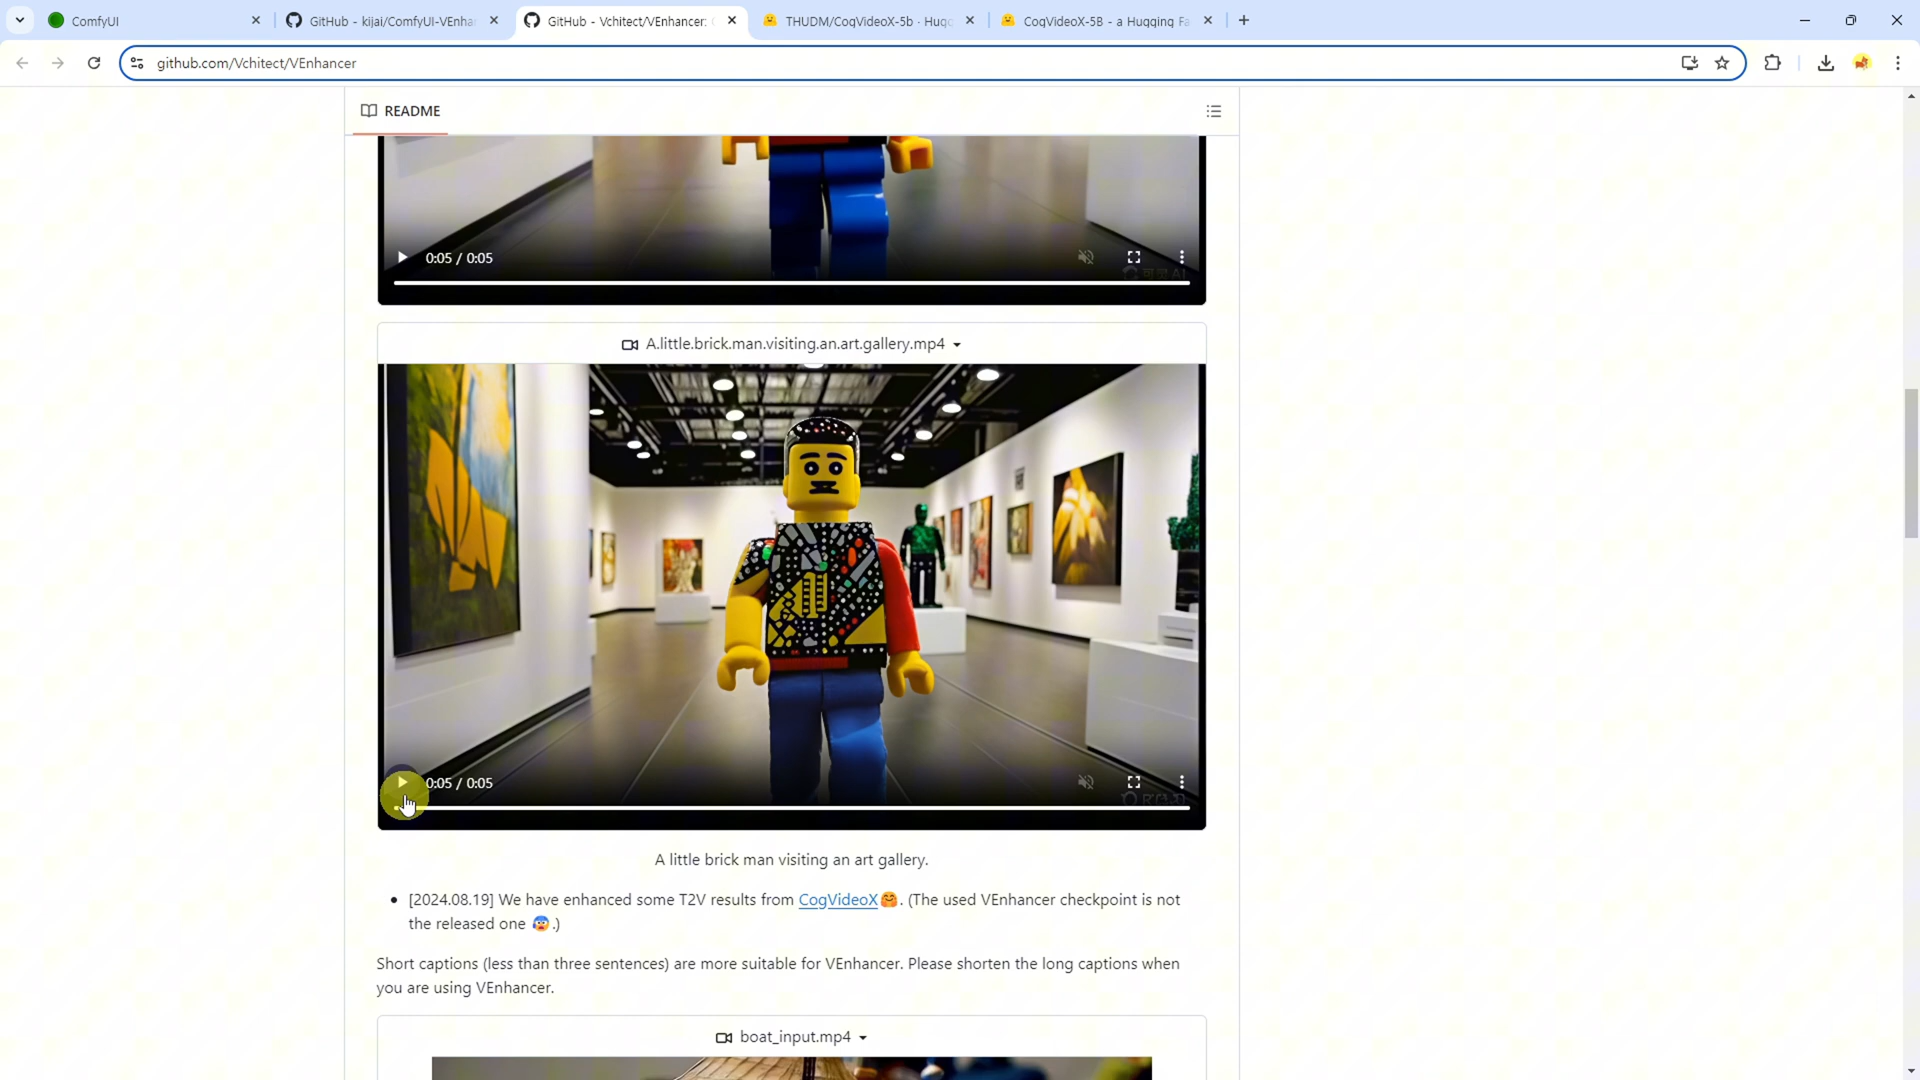 ComfyUI
GitHub - kijai/ComfyUI-VEnha
GitHub - Vchitect/VEnhancer:
THUDM/CogVideoX-5b · Hugg
CogVideoX-5B - a Hugging Fa
github.com/Vchitect/VEnhancer
README
可灵 AI
0:05 / 0:05
A.little.brick.man.visiting.an.art.gallery.mp4
0:05 / 0:05
A little brick man visiting an art gallery.
[2024.08.19] We have enhanced some T2V results from CogVideoX🤗. (The used VEnhancer checkpoint is not
the released one 😰.)
Short captions (less than three sentences) are more suitable for VEnhancer. Please shorten the long captions when
you are using VEnhancer.
boat_input.mp4